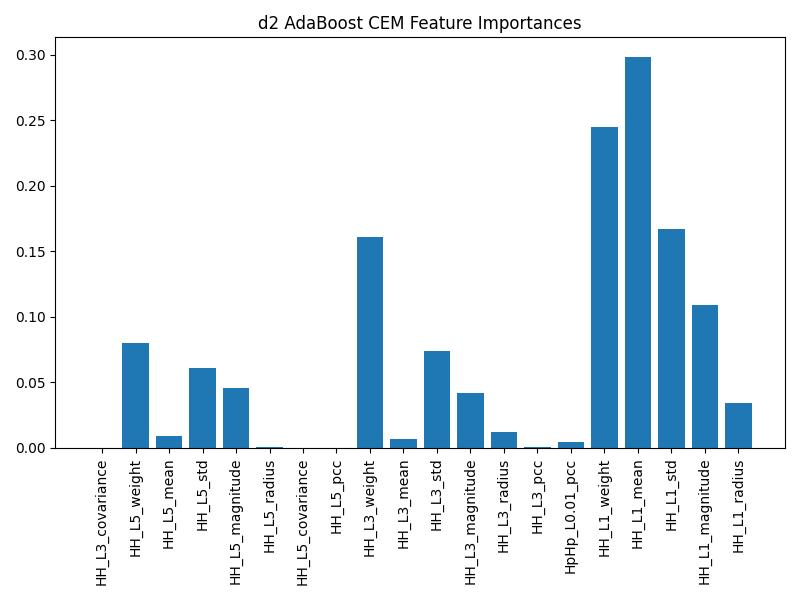 d2 AdaBoost CEM Feature Importances
0.30
0.25
0.20
0.15
0.10
0.05
0.00
HH_L3_covariance
HH_L5_weight
HH_L5_mean
HH_L5_std
HH_L5_magnitude
HH_L5_radius
HH_L5_covariance
HH_L5_pcc
HH_L3_weight
HH_L3_mean
HH_L3_std
HH_L3_magnitude
HH_L3_radius
HH_L3_pcc
HpHp_L0.01_pcc
HH_L1_weight
HH_L1_mean
HH_L1_std
HH_L1_magnitude
HH_L1_radius